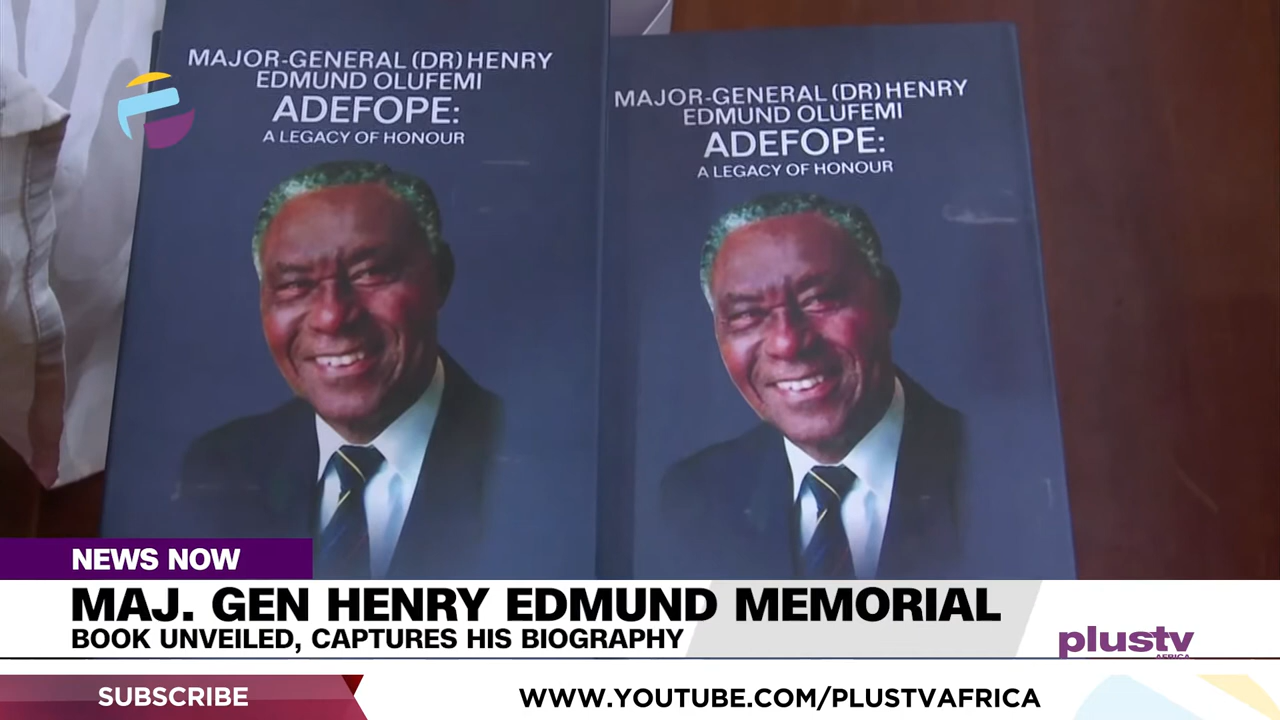 MAJOR-GENERAL (DR) HENRY
EDMUND OLUFEMI
ADEFOPE:
A LEGACY OF HONOUR
MAJOR-GENERAL (DR) HENRY
EDMUND OLUFEMI
ADEFOPE:
A LEGACY OF HONOUR
NEWS NOW
MAJ. GEN HENRY EDMUND MEMORIAL
BOOK UNVEILED, CAPTURES HIS BIOGRAPHY
plustv
AFRICA
SUBSCRIBE
WWW.YOUTUBE.COM/PLUSTVAFRICA